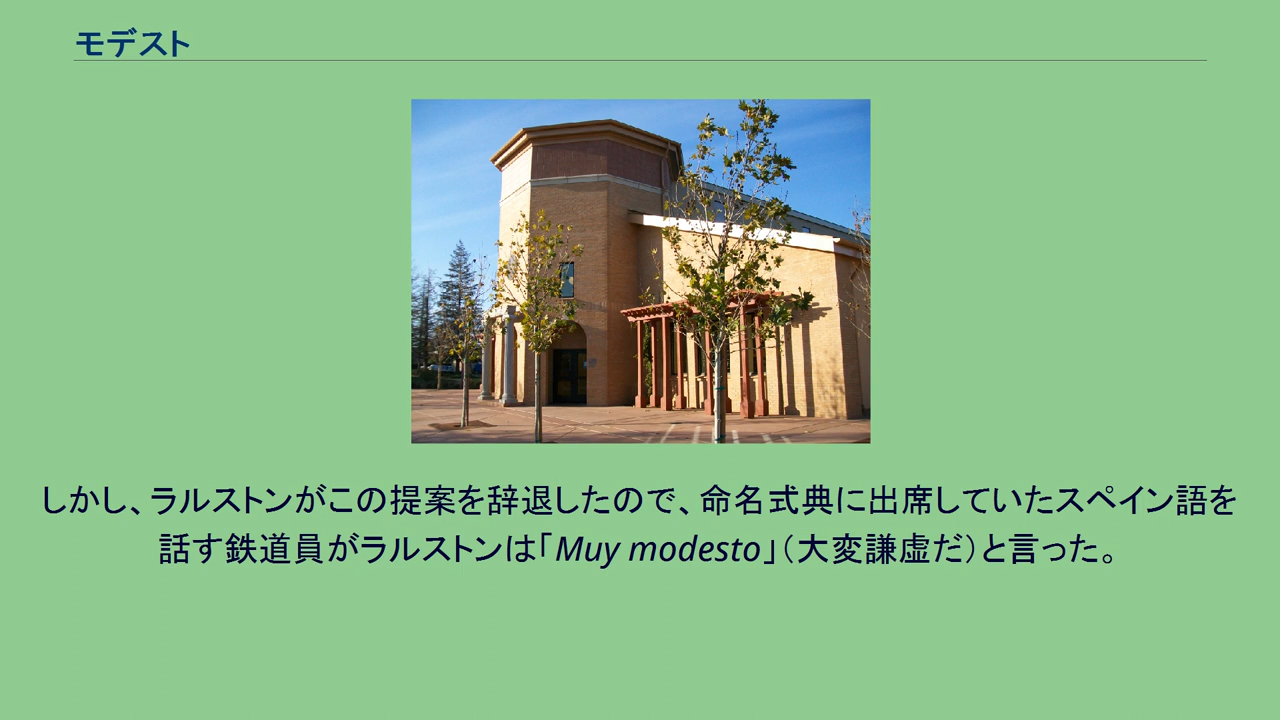 モデスト
しかし、ラルストンがこの提案を辞退したので、命名式典に出席していたスペイン語を
話す鉄道員がラルストンは「Muy modesto」（大変謙虚だ）と言った。